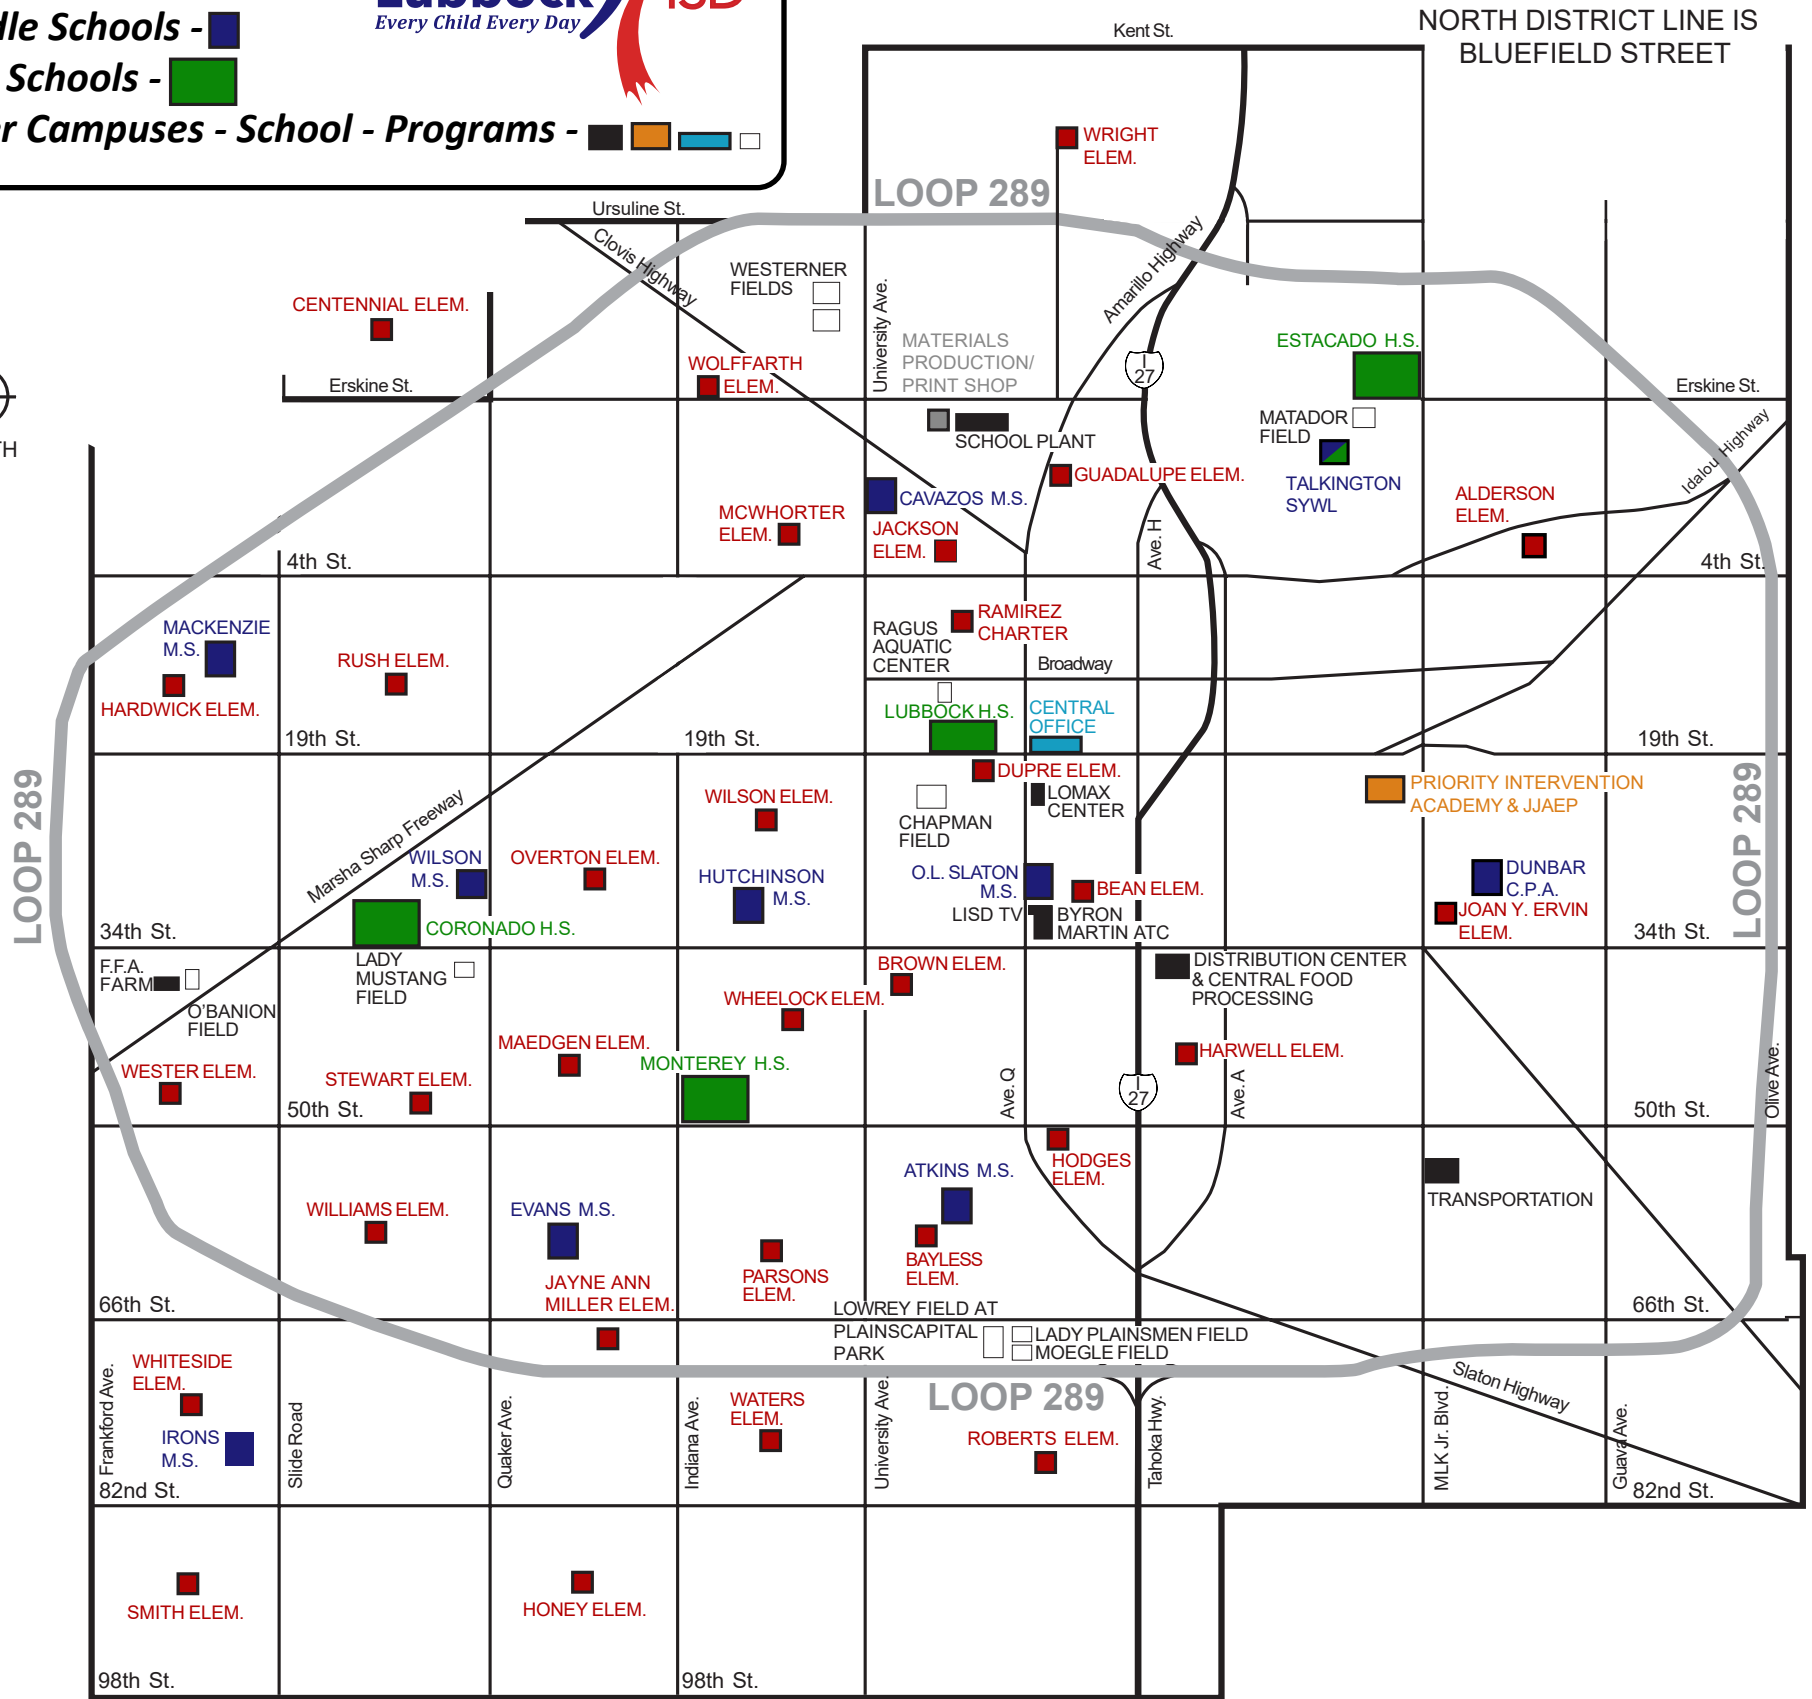 Lubbock ISD
Every Child Every Day
dle Schools -
Schools -
r Campuses - School - Programs -
NORTH DISTRICT LINE IS
BLUEFIELD STREET
Kent St.
WRIGHT
ELEM.
LOOP 289
Ursuline St.
Clovis Highway
WESTERNER
FIELDS
University Ave.
Amarillo Highway
CENTENNIAL ELEM.
MATERIALS
PRODUCTION/
PRINT SHOP
I
27
ESTACADO H.S.
WOLFFARTH
ELEM.
Erskine St.
Erskine St.
TH
SCHOOL PLANT
MATADOR
FIELD
Idalou Highway
GUADALUPE ELEM.
TALKINGTON
SYWL
ALDERSON
ELEM.
CAVAZOS M.S.
MCWHORTER
ELEM.
JACKSON
ELEM.
Ave. H
4th St.
4th St.
MACKENZIE
M.S.
RAMIREZ
CHARTER
RAGUS
AQUATIC
CENTER
Broadway
RUSH ELEM.
HARDWICK ELEM.
LUBBOCK H.S.
CENTRAL
OFFICE
19th St.
19th St.
19th St.
LOOP 289
LOOP 289
DUPRE ELEM.
LOMAX
CENTER
PRIORITY INTERVENTION
ACADEMY & JJAEP
WILSON ELEM.
CHAPMAN
FIELD
Marsha Sharp Freeway
WILSON
M.S.
OVERTON ELEM.
HUTCHINSON
M.S.
O.L. SLATON
M.S.
BEAN ELEM.
DUNBAR
C.P.A.
LISD TV
BYRON
MARTIN ATC
JOAN Y. ERVIN
ELEM.
CORONADO H.S.
34th St.
34th St.
F.F.A.
FARM
LADY
MUSTANG
FIELD
BROWN ELEM.
DISTRIBUTION CENTER
& CENTRAL FOOD
PROCESSING
O'BANION
FIELD
WHEELOCK ELEM.
MAEDGEN ELEM.
MONTEREY H.S.
HARWELL ELEM.
WESTER ELEM.
STEWART ELEM.
Ave. Q
I
27
Ave. A
Olive Ave.
50th St.
50th St.
HODGES
ELEM.
ATKINS M.S.
TRANSPORTATION
WILLIAMS ELEM.
EVANS M.S.
BAYLESS
ELEM.
PARSONS
ELEM.
JAYNE ANN
MILLER ELEM.
66th St.
66th St.
LOWREY FIELD AT
PLAINSCAPITAL
PARK
LADY PLAINSMEN FIELD
MOEGLE FIELD
WHITESIDE
ELEM.
LOOP 289
Slaton Highway
WATERS
ELEM.
IRONS
M.S.
ROBERTS ELEM.
Frankford Ave.
Slide Road
Quaker Ave.
Indiana Ave.
University Ave.
Tahoka Hwy.
MLK Jr. Blvd.
Guava Ave.
82nd St.
82nd St.
SMITH ELEM.
HONEY ELEM.
98th St.
98th St.